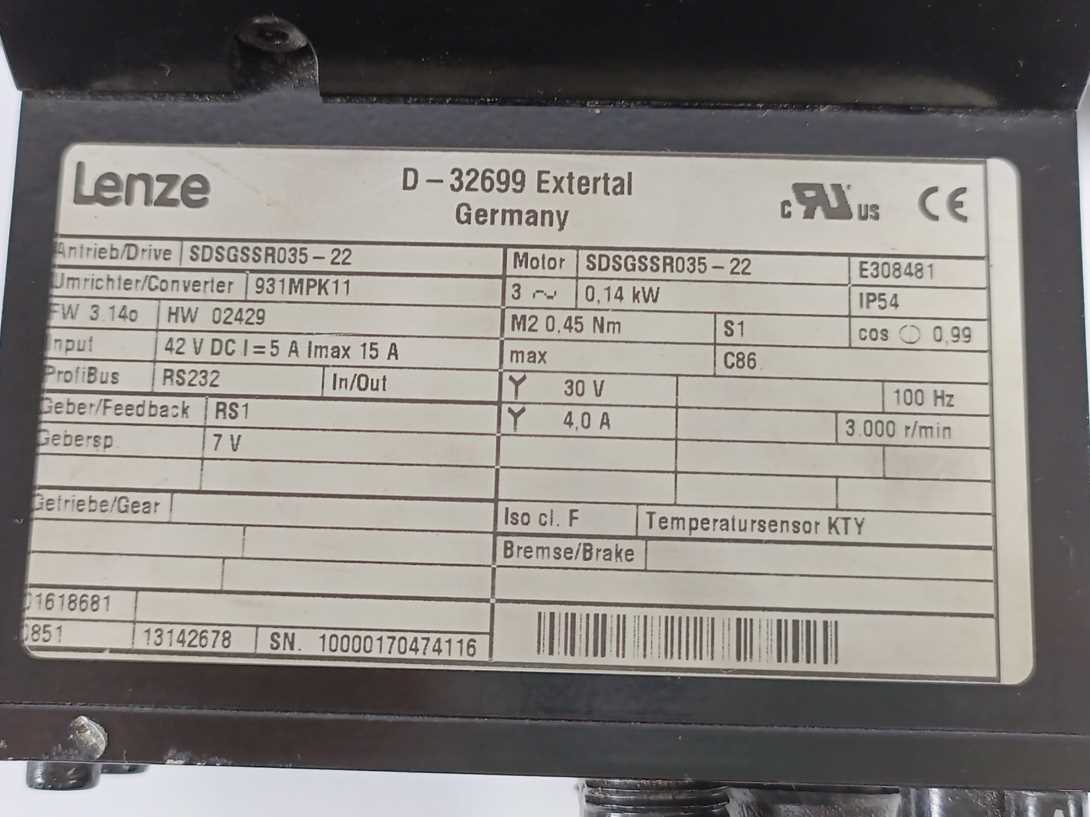 Lenze
D-32699 Extertal
Germany
c RU US CE
Antrieb/Drive SDSGSSR035-22
Umrichter/Converter 931MPK11
FW 3.14o HW 02429
Input 42 V DC I=5 A Imax 15 A
ProfiBus RS232 In/Out
Geber/Feedback RS1
Gebersp. 7 V
Getriebe/Gear
1618681
851 13142678 SN. 10000170474116
Motor SDSGSSR035-22 E308481
3 ~ 0,14 kW IP54
M2 0,45 Nm S1 cos 0,99
max C86
Y 30 V 100 Hz
Y 4,0 A 3.000 r/min
Iso cl. F Temperatursensor KTY
Bremse/Brake